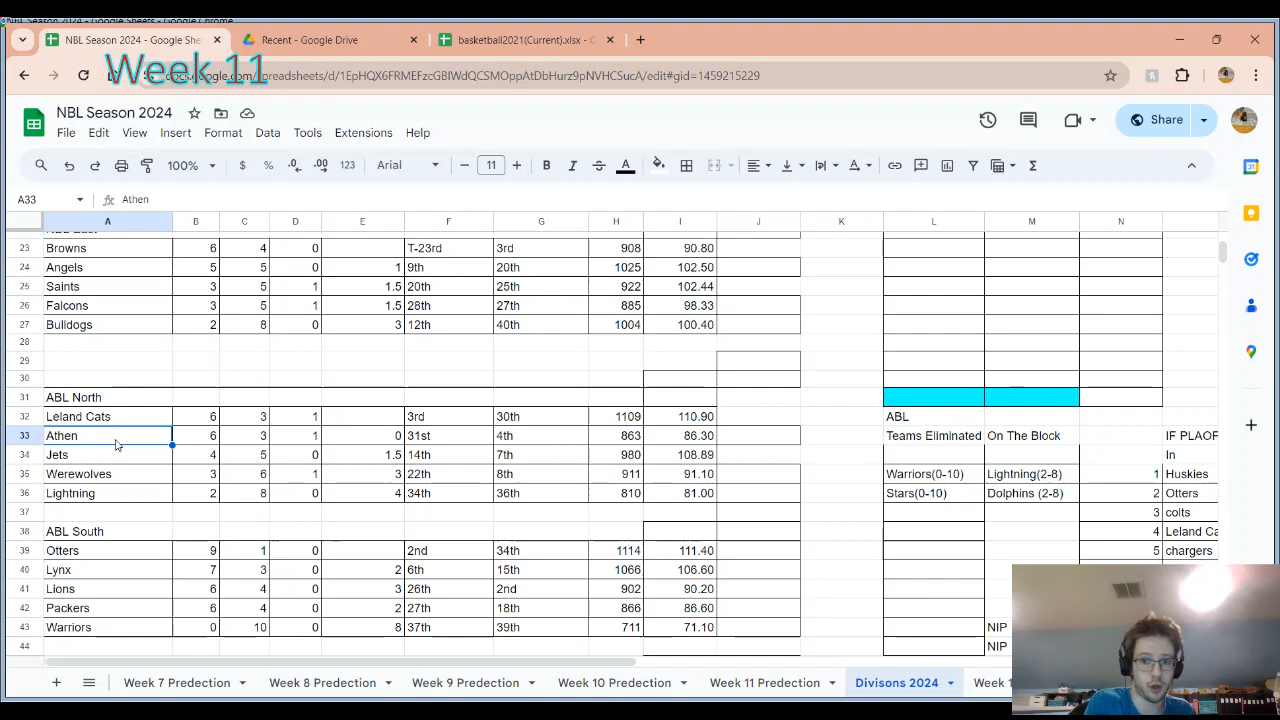 NBL Season 2024 - Google Sheets - Google Chrome
NBL Season 2024 - Google She
Recent - Google Drive
basketball2021(Current).xlsx - G
Week 11
docs.google.com/spreadsheets/d/1EpHQX6FRMEFzcGBIWdQCSMOppAtDbHurz9pNVHCSucA/edit#gid=1459215229
NBL Season 2024
File Edit View Insert Format Data Tools Extensions Help
Share
100% $ % .0 .00 123 Arial 11 B I A
A33 Athen
A B C D E F G H I J K L M N
23 Browns 6 4 0 T-23rd 3rd 908 90.80
24 Angels 5 5 0 1 9th 20th 1025 102.50
25 Saints 3 5 1 1.5 20th 25th 922 102.44
26 Falcons 3 5 1 1.5 28th 27th 885 98.33
27 Bulldogs 2 8 0 3 12th 40th 1004 100.40
28
29
30
31 ABL North
32 Leland Cats 6 3 1 3rd 30th 1109 110.90 ABL
33 Athen 6 3 1 0 31st 4th 863 86.30 Teams Eliminated On The Block IF PLAOF
34 Jets 4 5 0 1.5 14th 7th 980 108.89 In
35 Werewolves 3 6 1 3 22th 8th 911 91.10 Warriors(0-10) Lightning(2-8) 1 Huskies
36 Lightning 2 8 0 4 34th 36th 810 81.00 Stars(0-10) Dolphins (2-8) 2 Otters
37 3 colts
38 ABL South 4 Leland Ca
39 Otters 9 1 0 2nd 34th 1114 111.40 5 chargers
40 Lynx 7 3 0 2 6th 15th 1066 106.60
41 Lions 6 4 0 3 26th 2nd 902 90.20
42 Packers 6 4 0 2 27th 18th 866 86.60
43 Warriors 0 10 0 8 37th 39th 711 71.10 NIP
44 NIP
Week 7 Predection Week 8 Predection Week 9 Predection Week 10 Predection Week 11 Predection Divisons 2024 Week 1